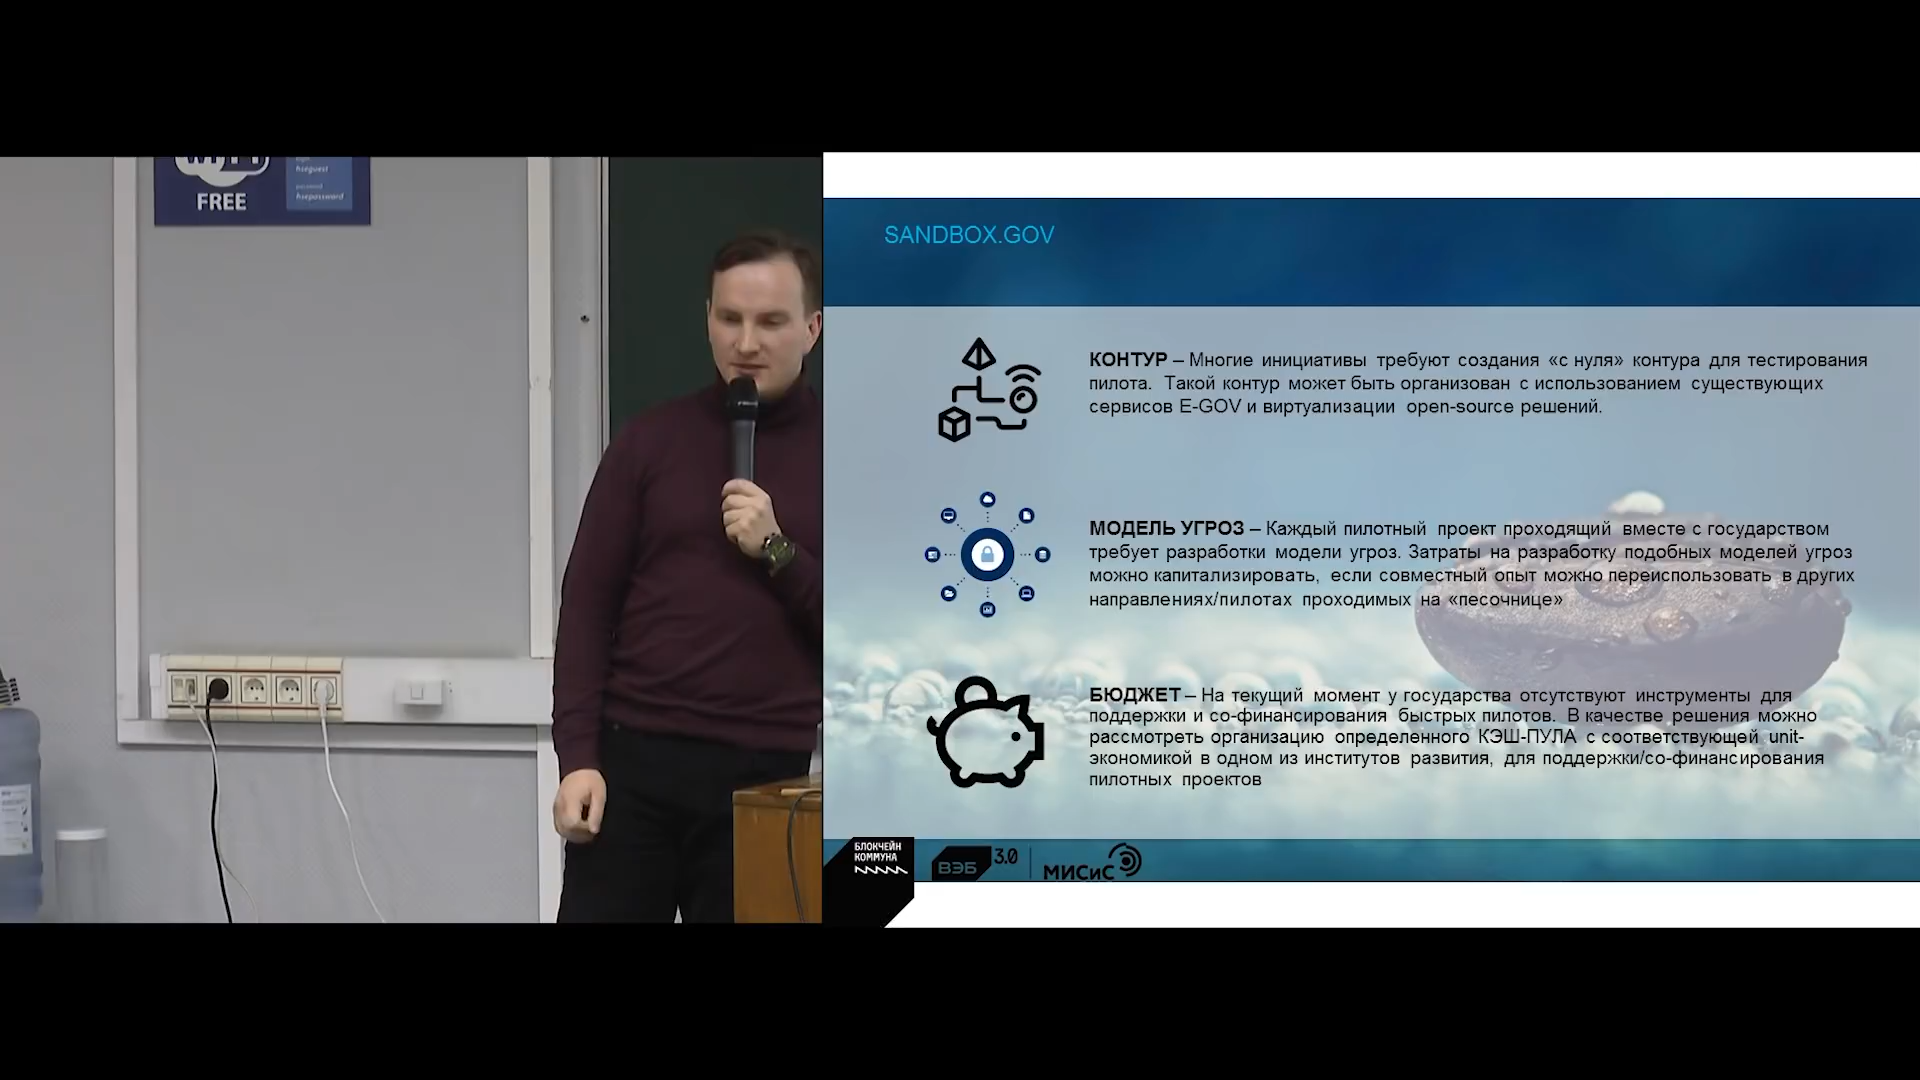 FREE
hseguest
password
hsepassword
SANDBOX.GOV
КОНТУР – Многие инициативы требуют создания «с нуля» контура для тестирования
пилота. Такой контур может быть организован с использованием существующих
сервисов E-GOV и виртуализации open-source решений.
МОДЕЛЬ УГРОЗ – Каждый пилотный проект проходящий вместе с государством
требует разработки модели угроз. Затраты на разработку подобных моделей угроз
можно капитализировать, если совместный опыт можно переиспользовать в других
направлениях/пилотах проходимых на «песочнице»
БЮДЖЕТ – На текущий момент у государства отсутствуют инструменты для
поддержки и со-финансирования быстрых пилотов. В качестве решения можно
рассмотреть организацию определенного КЭШ-ПУЛА с соответствующей unit-
экономикой в одном из институтов развития, для поддержки/со-финансирования
пилотных проектов
БЛОКЧЕЙН
КОММУНА
ВЭБ 3.0
МИСиС